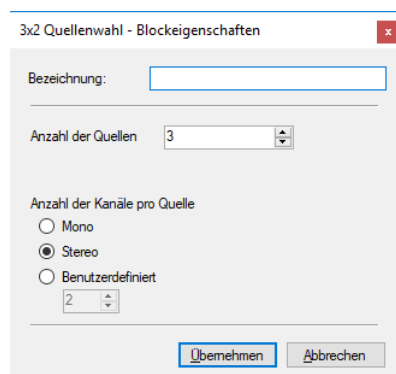 3x2 Quellenwahl - Blockeigenschaften
x
Bezeichnung:
Anzahl der Quellen 3
Anzahl der Kanäle pro Quelle
Mono
Stereo
Benutzerdefiniert
2
Übernehmen Abbrechen